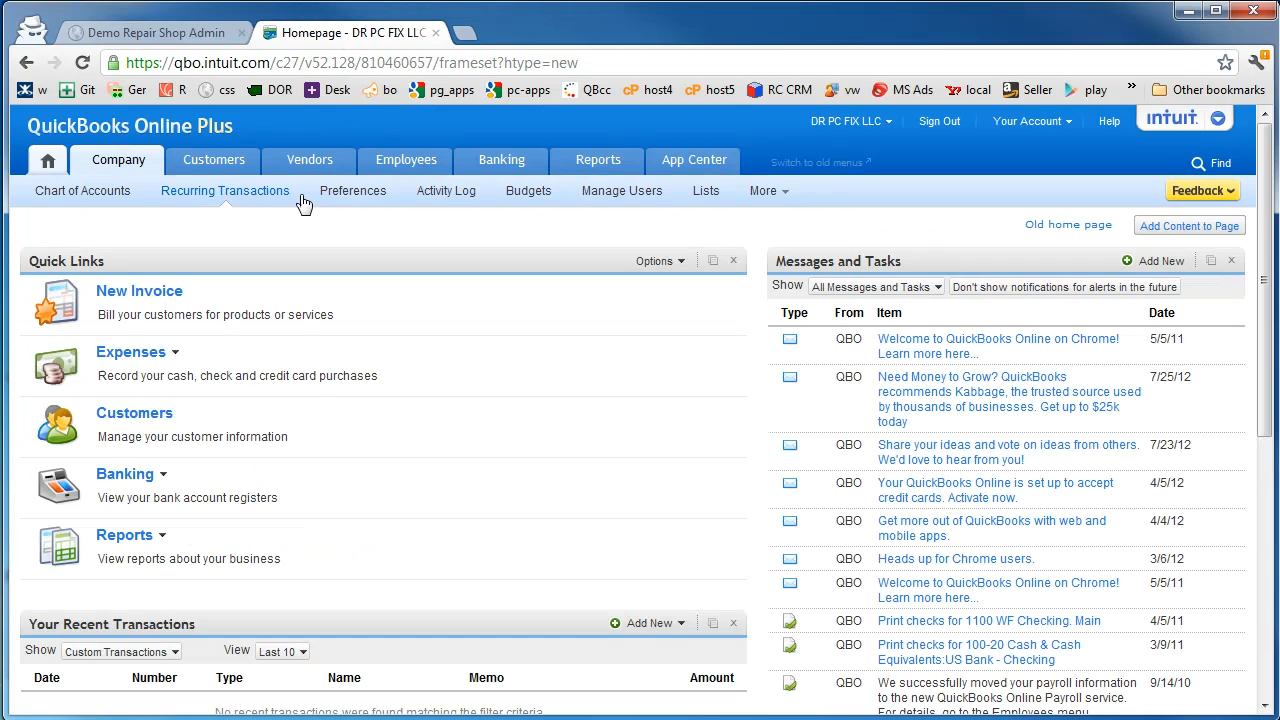 Demo Repair Shop Admin
Homepage - DR PC FIX LLC
https://qbo.intuit.com/c27/v52.128/810460657/frameset?htype=new
w Git Ger R css DOR Desk bo pg_apps pc-apps QBcc host4 host5 RC CRM vw MS Ads local Seller play » Other bookmarks
QuickBooks Online Plus
DR PC FIX LLC Sign Out Your Account Help intuit
Company Customers Vendors Employees Banking Reports App Center Switch to old menus Find
Chart of Accounts Recurring Transactions Preferences Activity Log Budgets Manage Users Lists More Feedback
Old home page Add Content to Page
Quick Links Options
New Invoice
Bill your customers for products or services
Expenses
Record your cash, check and credit card purchases
Customers
Manage your customer information
Banking
View your bank account registers
Reports
View reports about your business
Your Recent Transactions Add New
Show Custom Transactions View Last 10
Date Number Type Name Memo Amount
No recent transactions were found matching the filter criteria
Messages and Tasks Add New
Show All Messages and Tasks Don't show notifications for alerts in the future
Type From Item Date
QBO Welcome to QuickBooks Online on Chrome! 5/5/11
Learn more here...
QBO Need Money to Grow? QuickBooks 7/25/12
recommends Kabbage, the trusted source used
by thousands of businesses. Get up to $25k
today
QBO Share your ideas and vote on ideas from others. 7/23/12
We'd love to hear from you!
QBO Your QuickBooks Online is set up to accept 4/5/12
credit cards. Activate now.
QBO Get more out of QuickBooks with web and 4/4/12
mobile apps.
QBO Heads up for Chrome users. 3/6/12
QBO Welcome to QuickBooks Online on Chrome! 5/5/11
Learn more here...
QBO Print checks for 1100 WF Checking. Main 4/5/11
QBO Print checks for 100-20 Cash & Cash 3/9/11
Equivalents:US Bank - Checking
QBO We successfully moved your payroll information 9/14/10
to the new QuickBooks Online Payroll service.
For details, go to the Employees menu